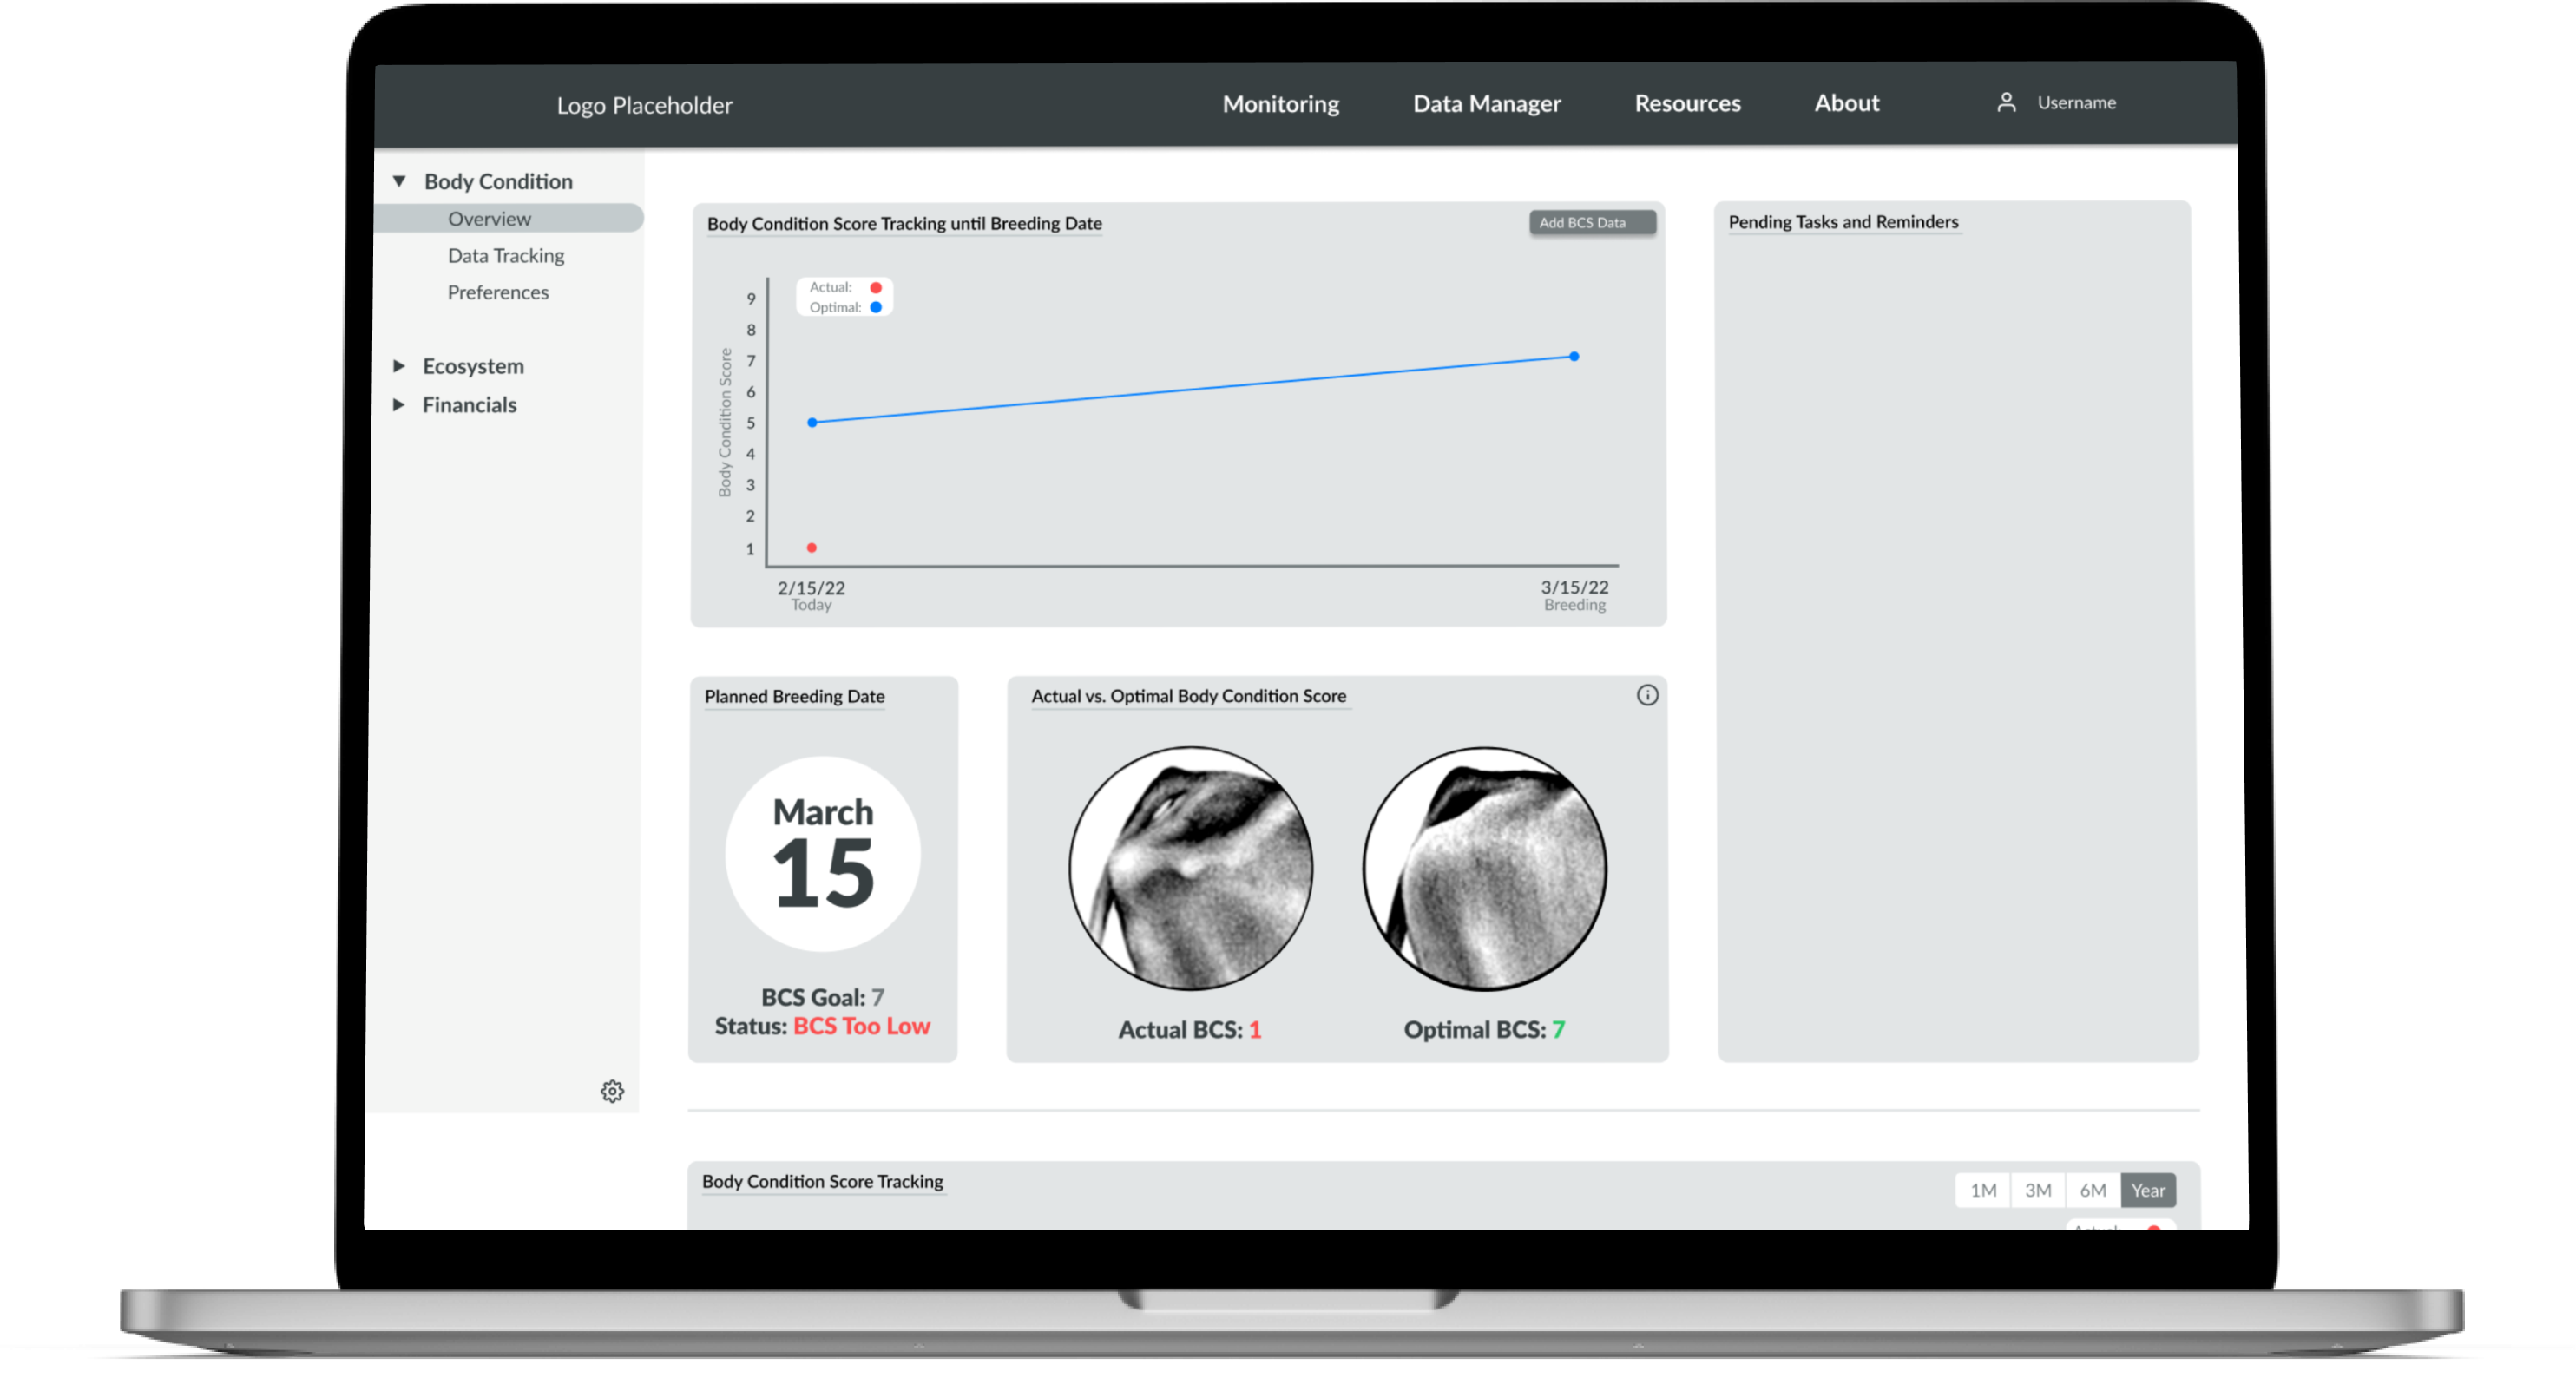 Logo Placeholder
Monitoring
Data Manager
Resources
About
Username
Body Condition
Overview
Data Tracking
Preferences
Ecosystem
Financials
Body Condition Score Tracking until Breeding Date
Add BCS Data
Actual:
Optimal:
Body Condition Score
9
8
7
6
5
4
3
2
1
2/15/22
Today
3/15/22
Breeding
Pending Tasks and Reminders
Planned Breeding Date
March
15
BCS Goal: 7
Status: BCS Too Low
Actual vs. Optimal Body Condition Score
Actual BCS: 1
Optimal BCS: 7
Body Condition Score Tracking
1M
3M
6M
Year